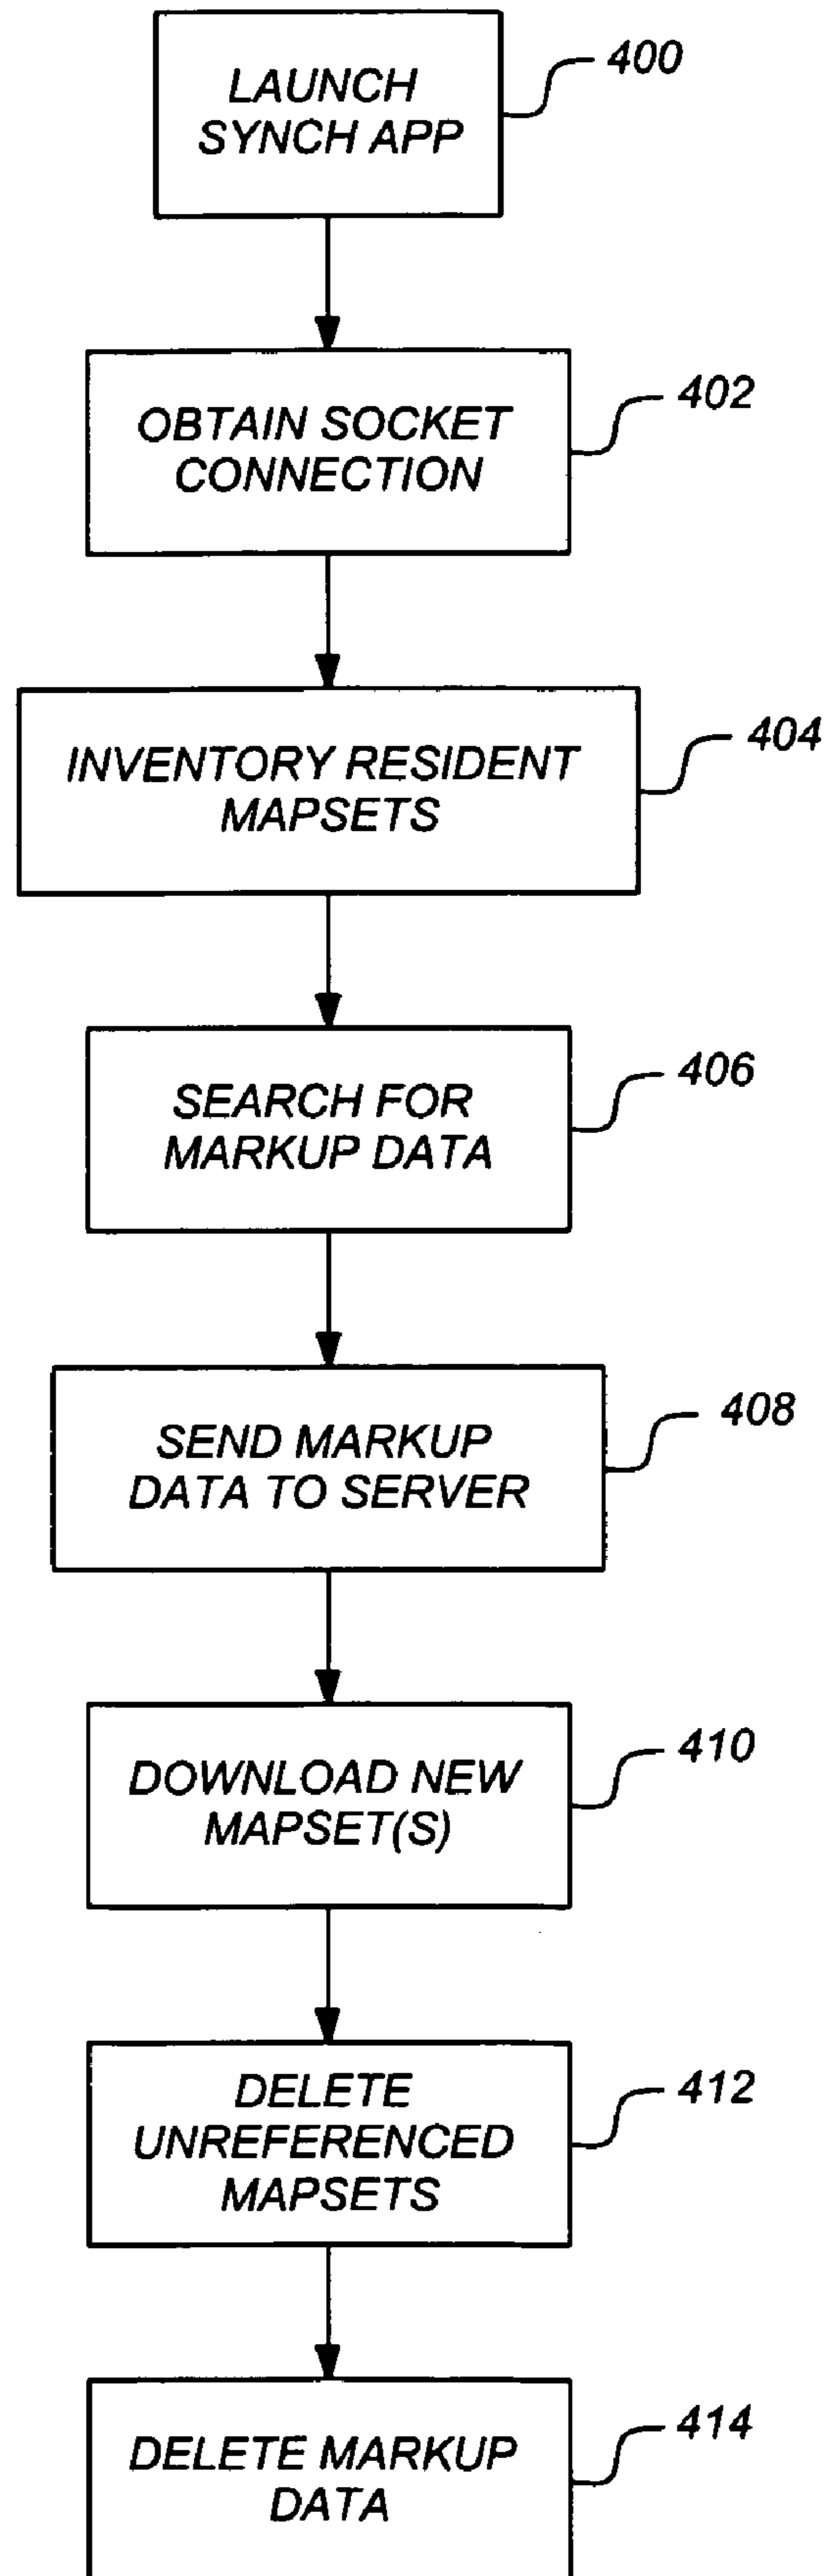 LAUNCH
SYNCH APP
400
OBTAIN SOCKET
CONNECTION
402
INVENTORY RESIDENT
MAPSETS
404
SEARCH FOR
MARKUP DATA
406
SEND MARKUP
DATA TO SERVER
408
DOWNLOAD NEW
MAPSET(S)
410
DELETE
UNREFERENCED
MAPSETS
412
DELETE MARKUP
DATA
414